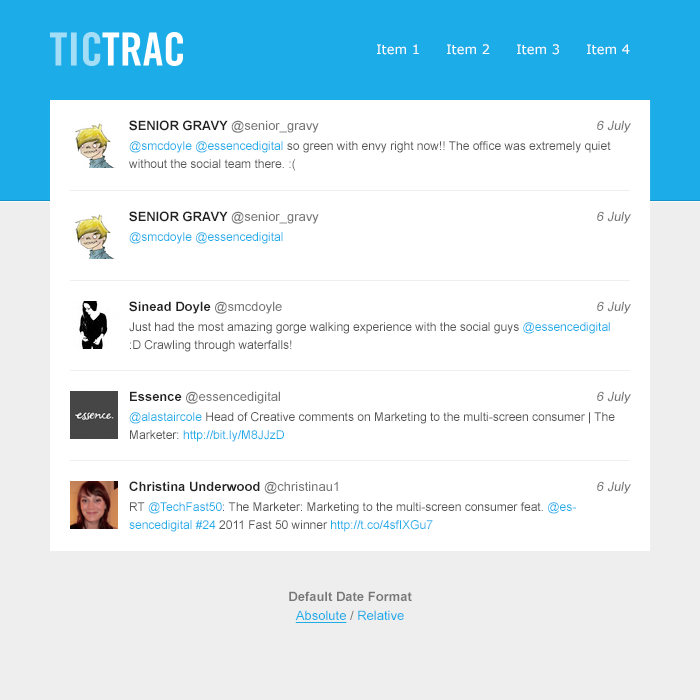 TICTRAC
Item 1 Item 2 Item 3 Item 4
SENIOR GRAVY @senior_gravy 6 July
@smcdoyle @essencedigital so green with envy right now!! The office was extremely quiet
without the social team there. :(
SENIOR GRAVY @senior_gravy 6 July
@smcdoyle @essencedigital
Sinead Doyle @smcdoyle 6 July
Just had the most amazing gorge walking experience with the social guys @essencedigital
:D Crawling through waterfalls!
essence.
Essence @essencedigital 6 July
@alastaircole Head of Creative comments on Marketing to the multi-screen consumer | The
Marketer: http://bit.ly/M8JJzD
Christina Underwood @christinau1 6 July
RT @TechFast50: The Marketer: Marketing to the multi-screen consumer feat. @es-
sencedigital #24 2011 Fast 50 winner http://t.co/4sfIXGu7
Default Date Format
Absolute / Relative